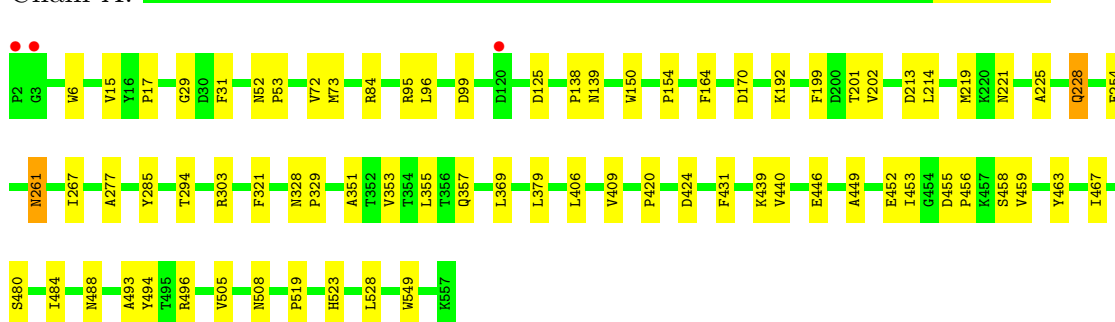 P2 G3 W6 V15 Y16 P17 G29 D30 F31 N52 P53 V72 M73 R84 R95 L96 D99 D120 D125 P138 N139 W150 P154 F164 D170 K192 F199 D200 T201 V202 D213 L214 M219 K220 N221 A225 Q228
N261 I267 A277 Y285 T294 R303 F321 N328 P329 A351 T352 V353 T354 L355 T356 Q357 L369 L379 L406 V409 P420 D424 F431 K439 V440 E446 A449 E452 I453 G454 D455 P456 K457 S458 V459 Y463 I467
S480 I484 N488 A493 Y494 T495 R496 V505 N508 P519 H523 L528 W549 K557